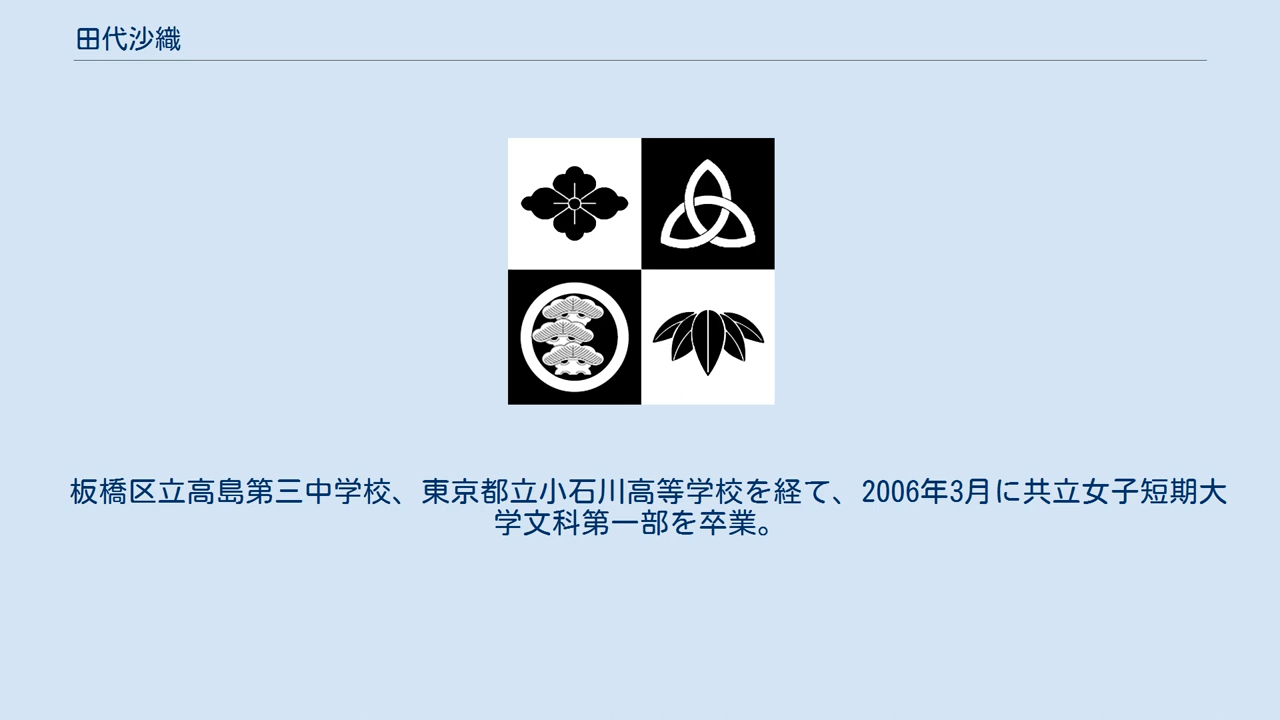 田代沙織
板橋区立高島第三中学校、東京都立小石川高等学校を経て、2006年3月に共立女子短期大
学文科第一部を卒業。